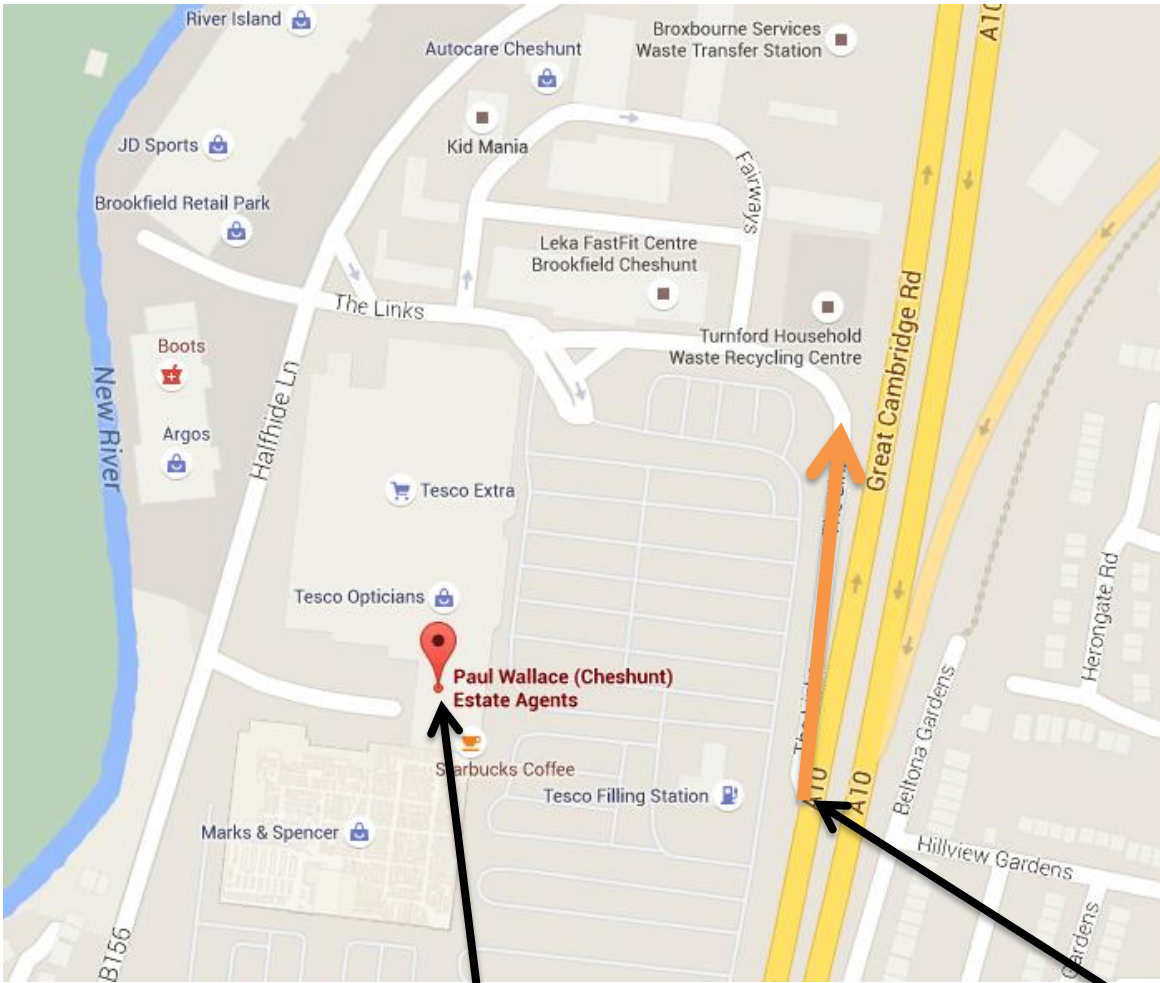 River Island
Broxbourne Services
Waste Transfer Station
A10
Autocare Cheshunt
JD Sports
Kid Mania
Fairways
Brookfield Retail Park
Leka FastFit Centre
Brookfield Cheshunt
The Links
Turnford Household
Waste Recycling Centre
Boots
Great Cambridge Rd
New River
Halfhide Ln
Argos
Tesco Extra
Tesco Opticians
Herongate Rd
Paul Wallace (Cheshunt)
Estate Agents
Beltona Gardens
Starbucks Coffee
Tesco Filling Station
A10
A10
Marks & Spencer
Hillview Gardens
Gardens
B156